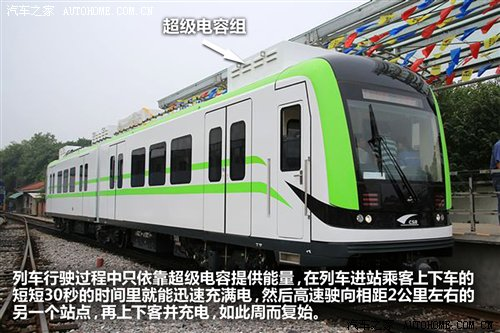 汽车之家 AUTOHOME.COM.CN
超级电容组
CSR
列车行驶过程中只依靠超级电容提供能量,在列车进站乘客上下车的
短短30秒的时间里就能迅速充满电,然后高速驶向相距2公里左右的
另一个站点,再上下客并充电,如此周而复始。